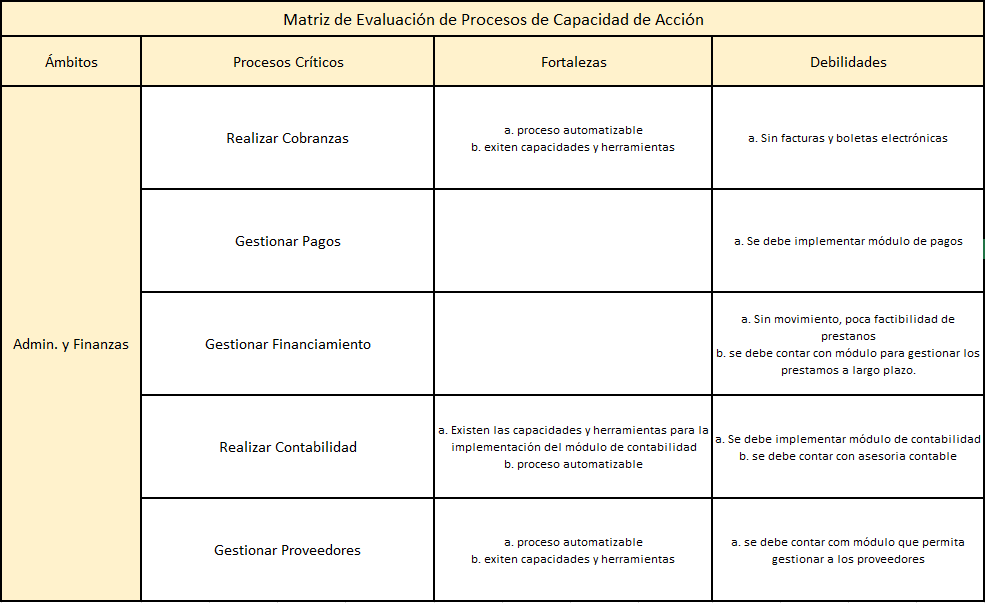 Matriz de Evaluación de Procesos de Capacidad de Acción
Ámbitos
Procesos Críticos
Fortalezas
Debilidades
Admin. y Finanzas
Realizar Cobranzas
a. proceso automatizable
b. exiten capacidades y herramientas
a. Sin facturas y boletas electrónicas
Gestionar Pagos
a. Se debe implementar módulo de pagos
Gestionar Financiamiento
a. Sin movimiento, poca factibilidad de
prestanos
b. se debe contar con módulo para gestionar los
prestamos a largo plazo.
Realizar Contabilidad
a. Existen las capacidades y herramientas para la
implementación del módulo de contabilidad
b. proceso automatizable
a. Se debe implementar módulo de contabilidad
b. se debe contar con asesoria contable
Gestionar Proveedores
a. proceso automatizable
b. exiten capacidades y herramientas
a. se debe contar com módulo que permita
gestionar a los proveedores